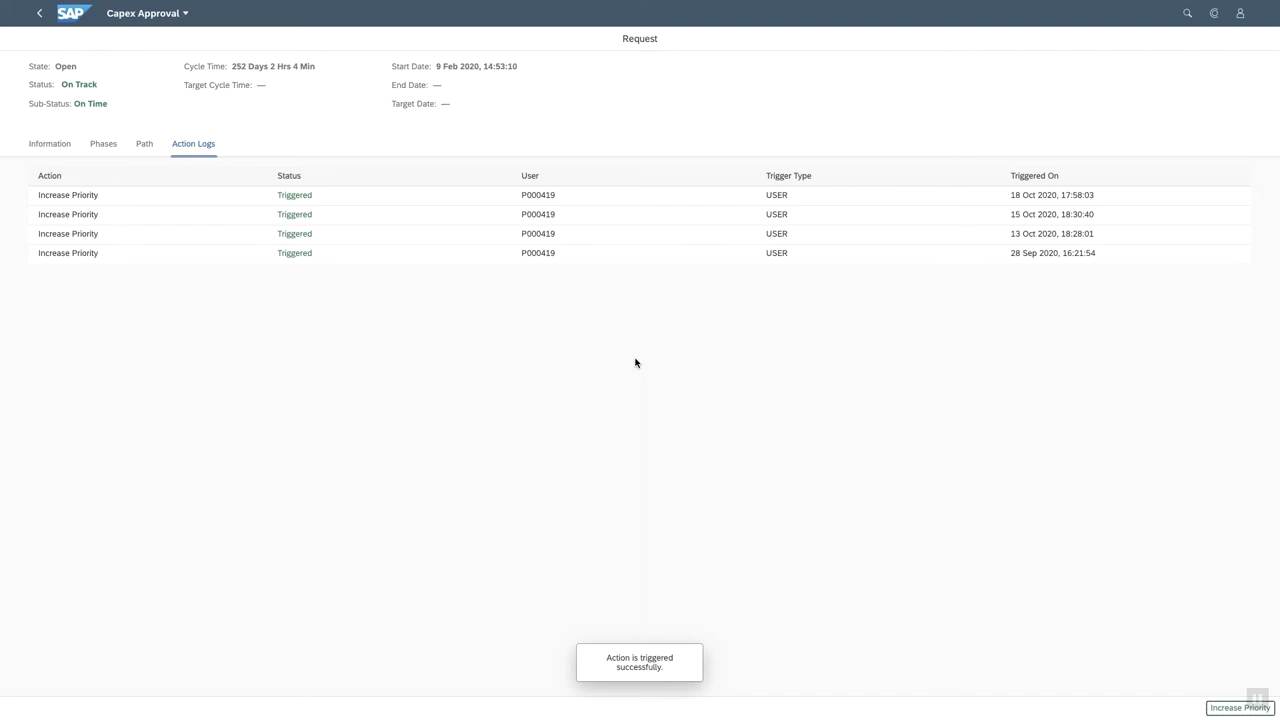 SAP Capex Approval
Request
State: Open Cycle Time: 252 Days 2 Hrs 4 Min Start Date: 9 Feb 2020, 14:53:10
Status: On Track Target Cycle Time: — End Date: —
Sub-Status: On Time Target Date: —
Information Phases Path Action Logs
Action Status User Trigger Type Triggered On
Increase Priority Triggered P000419 USER 18 Oct 2020, 17:58:03
Increase Priority Triggered P000419 USER 15 Oct 2020, 18:30:40
Increase Priority Triggered P000419 USER 13 Oct 2020, 18:28:01
Increase Priority Triggered P000419 USER 28 Sep 2020, 16:21:54
Action is triggered
successfully.
Increase Priority